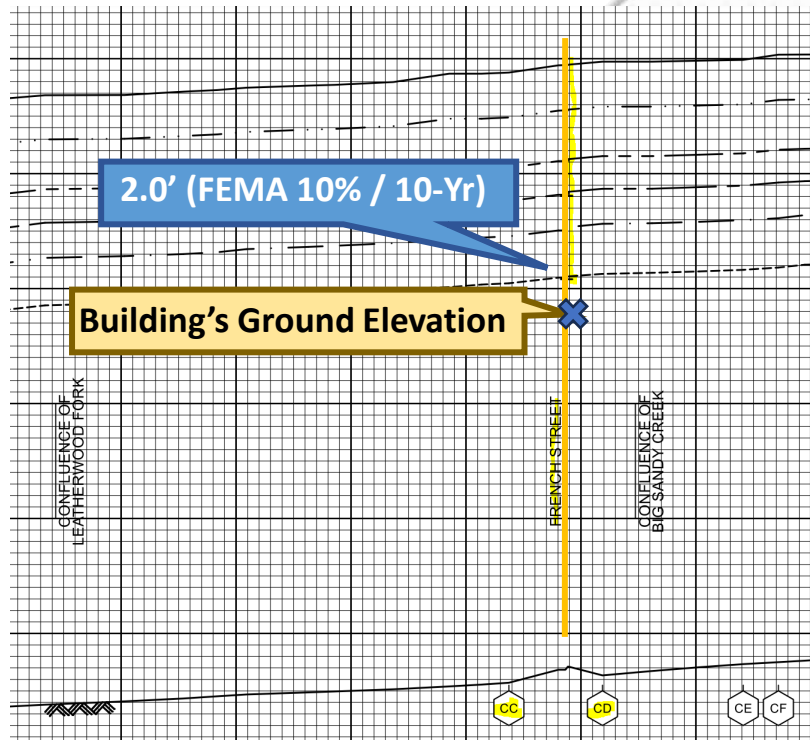 2.0’ (FEMA 10% / 10-Yr)
Building’s Ground Elevation
CONFLUENCE OF
LEATHERWOOD FORK
FRENCH STREET
CONFLUENCE OF
BIG SANDY CREEK
CC
CD
CE
CF